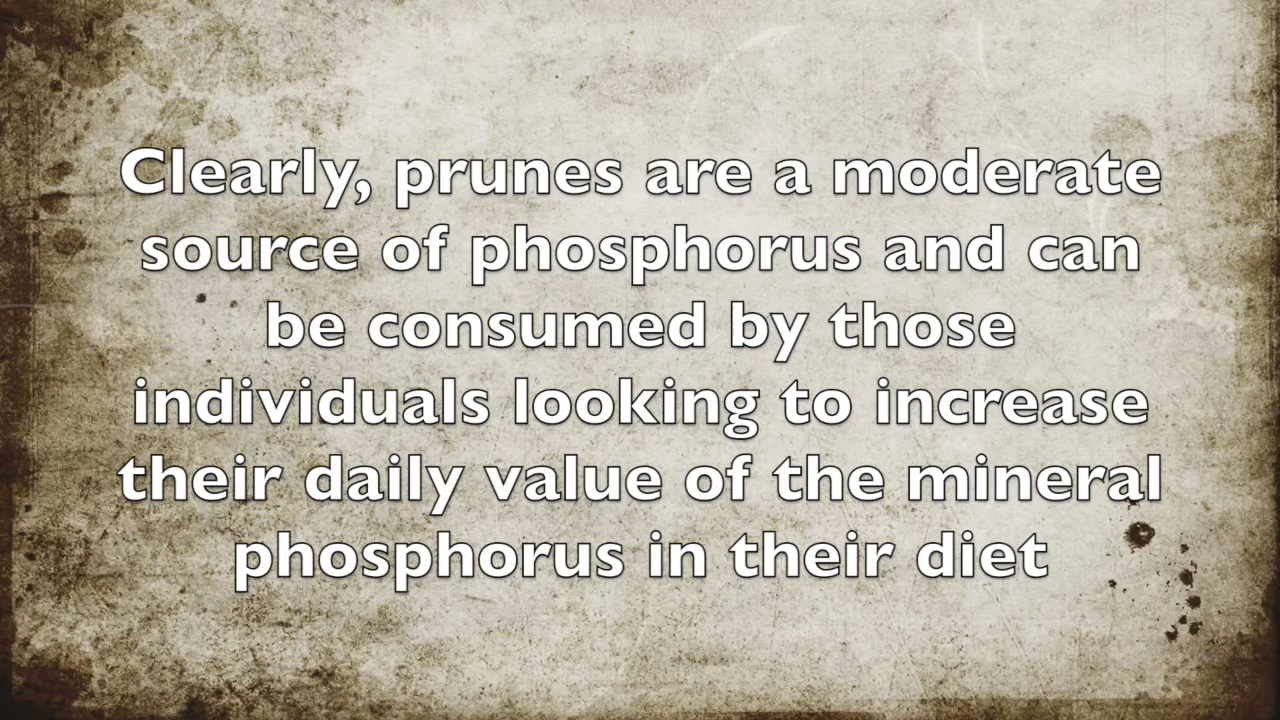 Clearly, prunes are a moderate
source of phosphorus and can
be consumed by those
individuals looking to increase
their daily value of the mineral
phosphorus in their diet